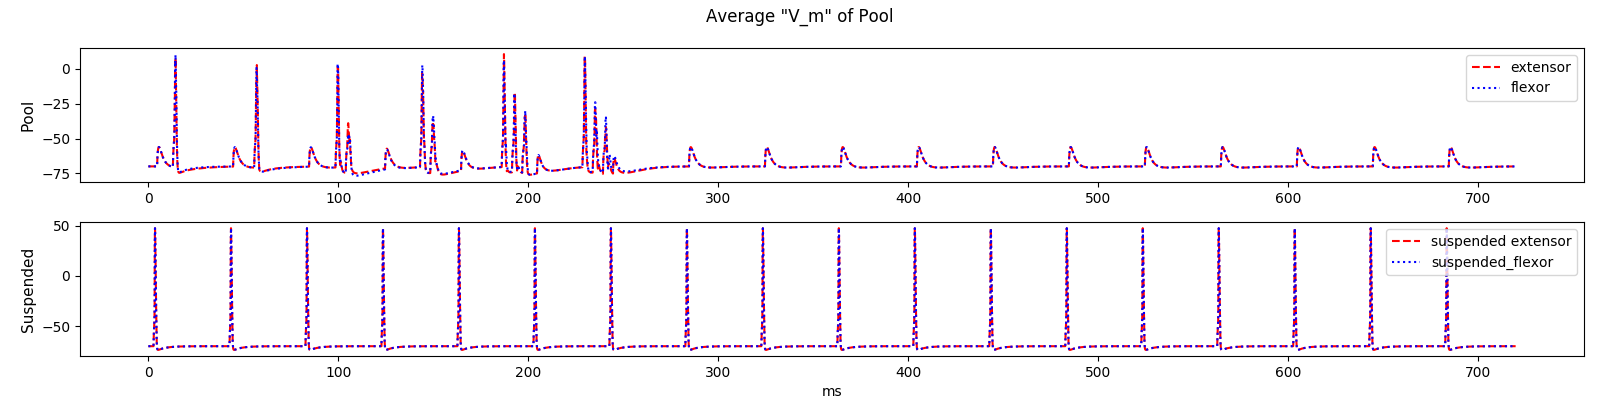 Average "V_m" of Pool
Pool
0
−25
−50
−75
extensor
flexor
0 100 200 300 400 500 600 700
Suspended
50
0
−50
suspended extensor
suspended_flexor
0 100 200 300 400 500 600 700
ms